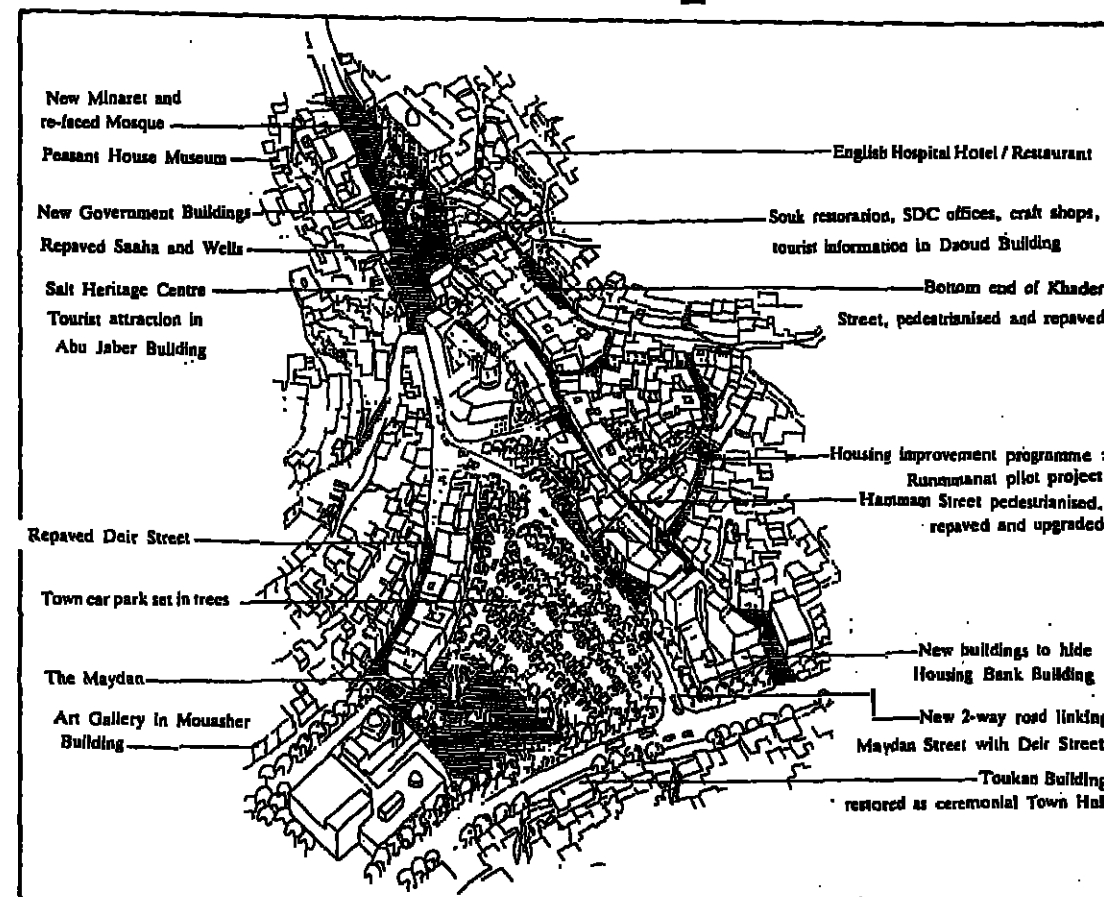 New Minaret and
re-faced Mosque
Peasant House Museum
New Government Buildings
Repaved Saaha and Wells
Salt Heritage Centre
Tourist attraction in
Abu Jaber Building
Repaved Deir Street
Town car park set in trees
The Maydan
Art Gallery in Mouasher
Building
English Hospital Hotel / Restaurant
Souk restoration, SDC offices, craft shops,
tourist information in Daoud Building
Bottom end of Khader
Street, pedestrianised and repaved
Housing improvement programme :
Rummanat pilot project
Hammam Street pedestrianised,
repaved and upgraded
New buildings to hide
Housing Bank Building
New 2-way road linking
Maydan Street with Deir Street
Toukan Building
restored as ceremonial Town Hal